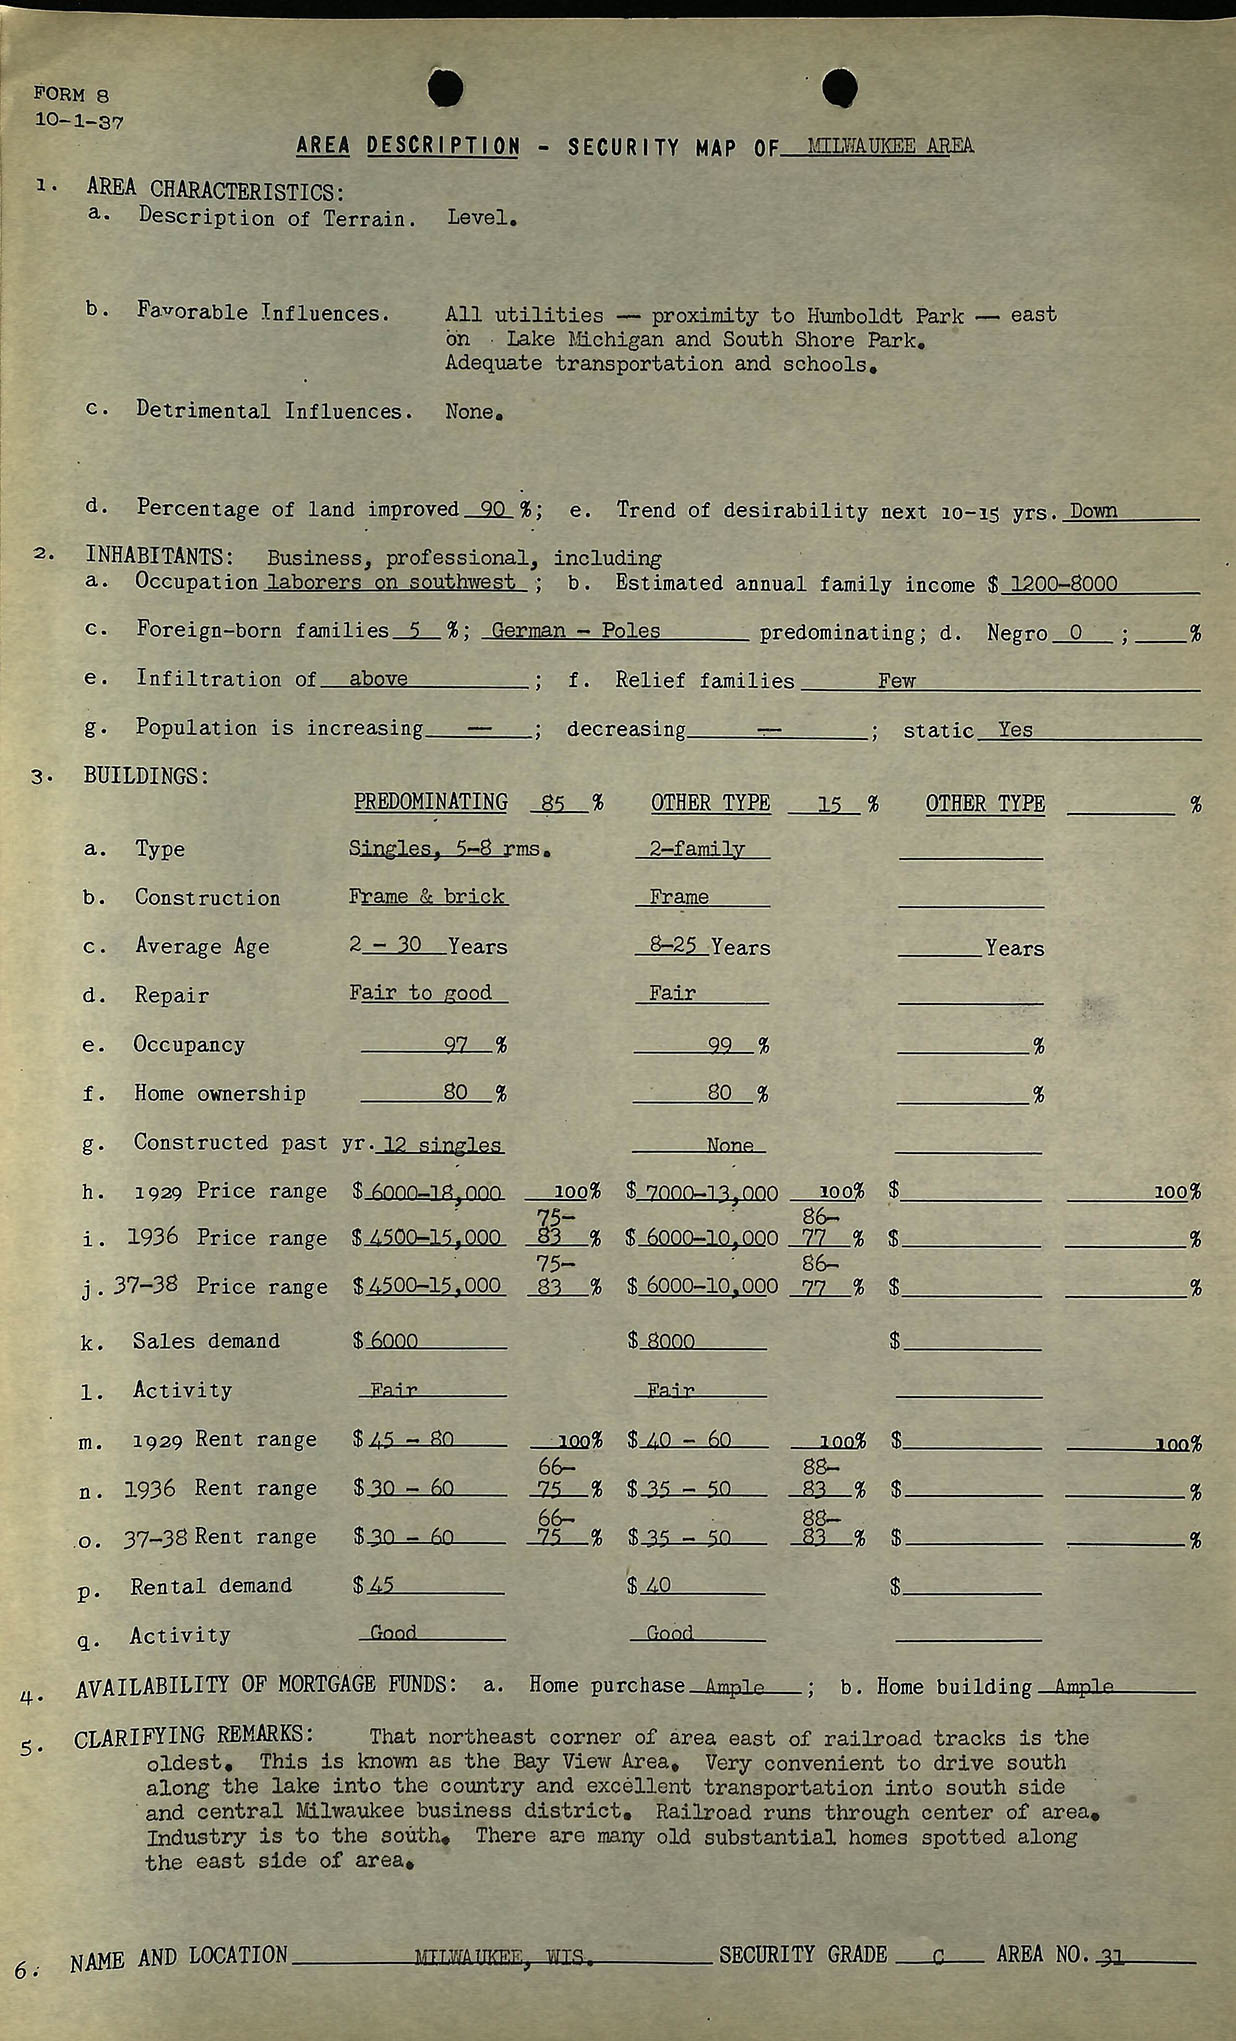 FORM 8
10-1-37
AREA DESCRIPTION - SECURITY MAP OF MILWAUKEE AREA
1. AREA CHARACTERISTICS:
a. Description of Terrain. Level.
b. Favorable Influences. All utilities — proximity to Humboldt Park — east
on Lake Michigan and South Shore Park.
Adequate transportation and schools.
c. Detrimental Influences. None.
d. Percentage of land improved 90 %; e. Trend of desirability next 10-15 yrs. Down
2. INHABITANTS: Business, professional, including
a. Occupation laborers on southwest ; b. Estimated annual family income $ 1200-8000
c. Foreign-born families 5 %; German - Poles predominating; d. Negro 0 ; %
e. Infiltration of above ; f. Relief families Few
g. Population is increasing — ; decreasing — ; static Yes
3. BUILDINGS:
PREDOMINATING 85 % OTHER TYPE 15 % OTHER TYPE %
a. Type Singles, 5-8 rms. 2-family
b. Construction Frame & brick Frame
c. Average Age 2 - 30 Years 8-25 Years Years
d. Repair Fair to good Fair
e. Occupancy 97 % 99 % %
f. Home ownership 80 % 80 % %
g. Constructed past yr. 12 singles None
h. 1929 Price range $ 6000-18,000 100% $ 7000-13,000 100% $ 100%
75- 86-
i. 1936 Price range $ 4500-15,000 83 % $ 6000-10,000 77 % $ %
75- 86-
j. 37-38 Price range $ 4500-15,000 83 % $ 6000-10,000 77 % $ %
k. Sales demand $ 6000 $ 8000 $
l. Activity Fair Fair
m. 1929 Rent range $ 45 - 80 100% $ 40 - 60 100% $ 100%
66- 88-
n. 1936 Rent range $ 30 - 60 75 % $ 35 - 50 83 % $ %
66- 88-
o. 37-38 Rent range $ 30 - 60 75 % $ 35 - 50 83 % $ %
p. Rental demand $ 45 $ 40 $
q. Activity Good Good
4. AVAILABILITY OF MORTGAGE FUNDS: a. Home purchase Ample ; b. Home building Ample
5. CLARIFYING REMARKS: That northeast corner of area east of railroad tracks is the
oldest. This is known as the Bay View Area. Very convenient to drive south
along the lake into the country and excellent transportation into south side
and central Milwaukee business district. Railroad runs through center of area.
Industry is to the south. There are many old substantial homes spotted along
the east side of area.
6. NAME AND LOCATION MILWAUKEE, WIS. SECURITY GRADE C AREA NO. 31